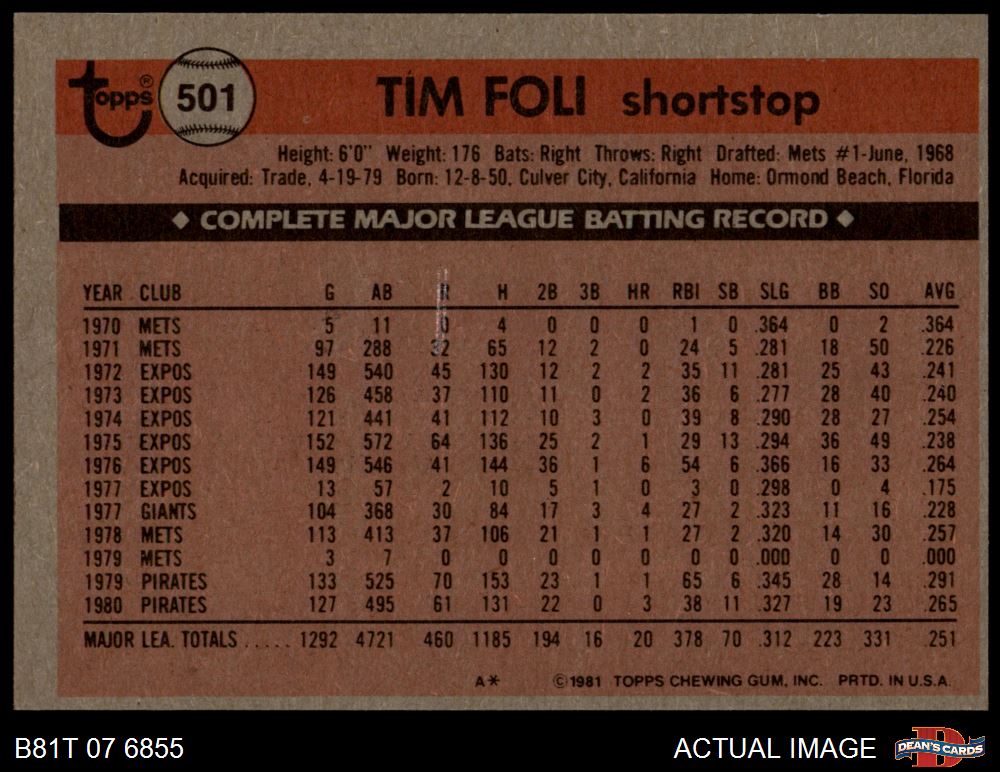 Topps® 501 TIM FOLI shortstop
Height: 6'0" Weight: 176 Bats: Right Throws: Right Drafted: Mets #1-June, 1968
Acquired: Trade, 4-19-79 Born: 12-8-50, Culver City, California Home: Ormond Beach, Florida
◆ COMPLETE MAJOR LEAGUE BATTING RECORD ◆
YEAR CLUB G AB R H 2B 3B HR RBI SB SLG BB SO AVG
1970 METS 5 11 0 4 0 0 0 1 0 .364 0 2 .364
1971 METS 97 288 32 65 12 2 0 24 5 .281 18 50 .226
1972 EXPOS 149 540 45 130 12 2 2 35 11 .281 25 43 .241
1973 EXPOS 126 458 37 110 11 0 2 36 6 .277 28 40 .240
1974 EXPOS 121 441 41 112 10 3 0 39 8 .290 28 27 .254
1975 EXPOS 152 572 64 136 25 2 1 29 13 .294 36 49 .238
1976 EXPOS 149 546 41 144 36 1 6 54 6 .366 16 33 .264
1977 EXPOS 13 57 2 10 5 1 0 3 0 .298 0 4 .175
1977 GIANTS 104 368 30 84 17 3 4 27 2 .323 11 16 .228
1978 METS 113 413 37 106 21 1 1 27 2 .320 14 30 .257
1979 METS 3 7 0 0 0 0 0 0 0 .000 0 0 .000
1979 PIRATES 133 525 70 153 23 1 1 65 6 .345 28 14 .291
1980 PIRATES 127 495 61 131 22 0 3 38 11 .327 19 23 .265
MAJOR LEA. TOTALS ..... 1292 4721 460 1185 194 16 20 378 70 .312 223 331 .251
A* ©1981 TOPPS CHEWING GUM, INC. PRTD. IN U.S.A.
B81T 07 6855 ACTUAL IMAGE DEAN'S CARDS